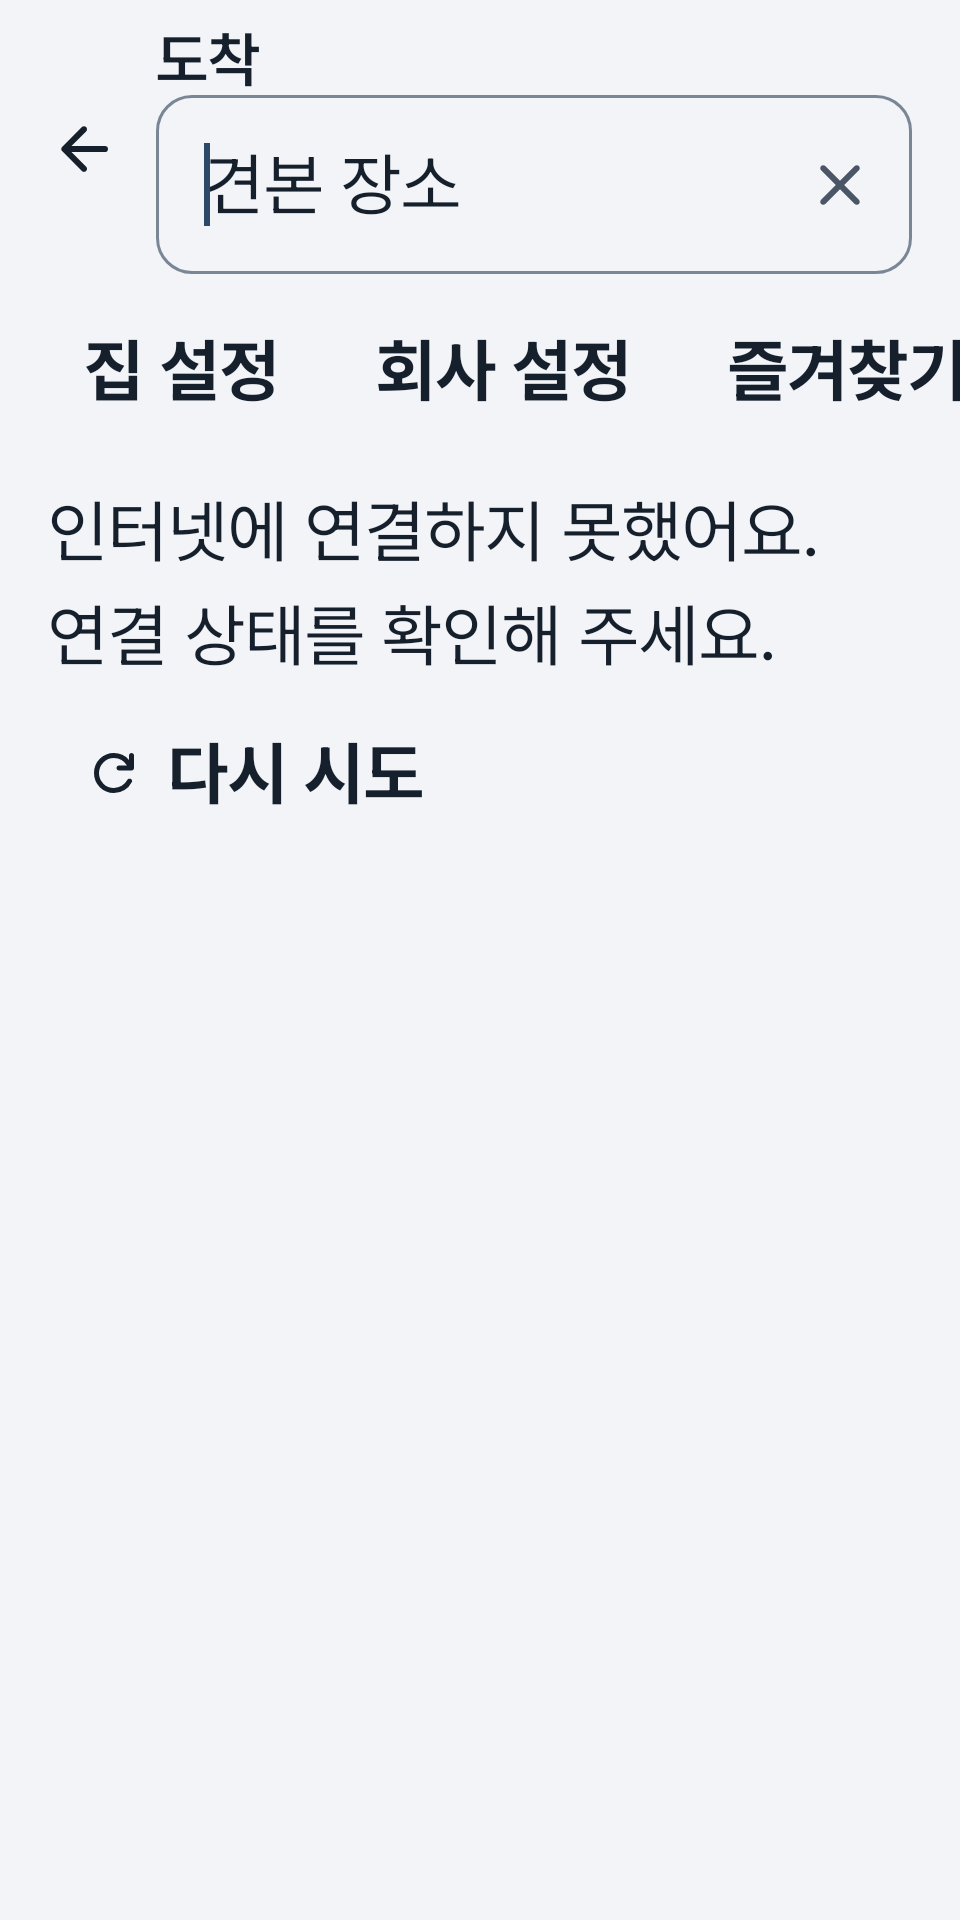 도착
견본 장소
집 설정 회사 설정 즐겨찾기
인터넷에 연결하지 못했어요.
연결 상태를 확인해 주세요.
다시 시도